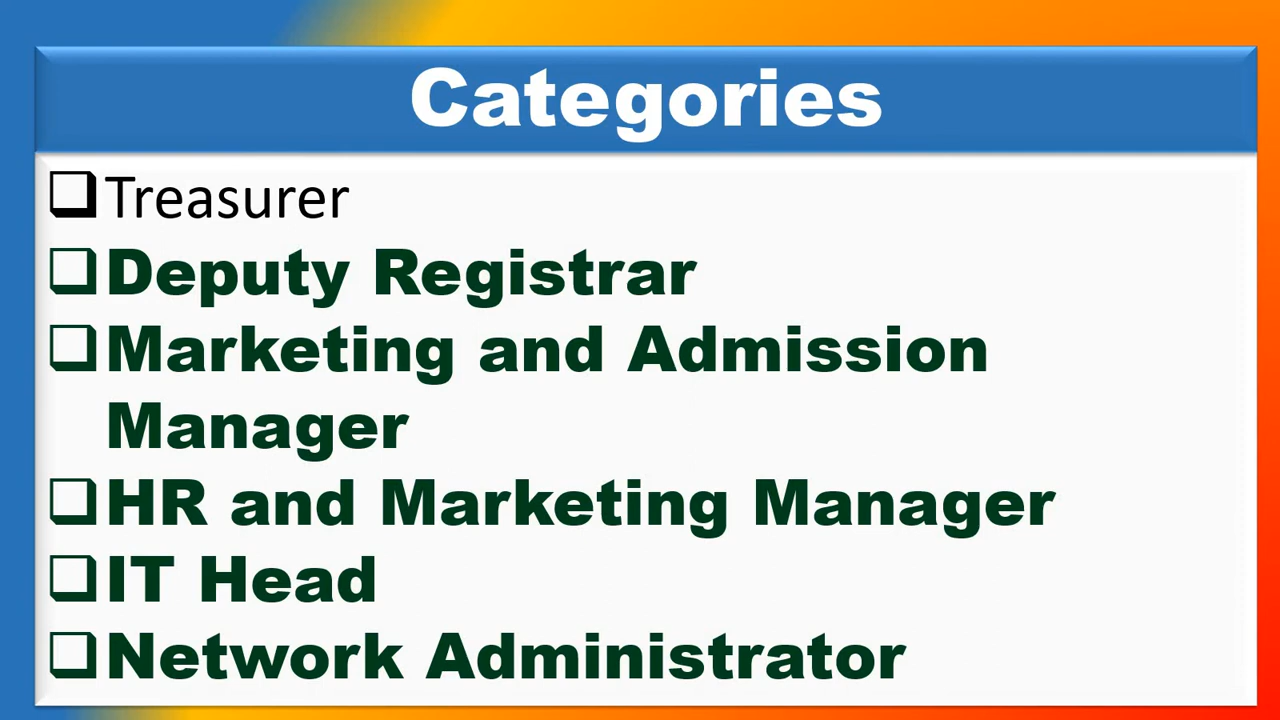 Categories
Treasurer
Deputy Registrar
Marketing and Admission
Manager
HR and Marketing Manager
IT Head
Network Administrator